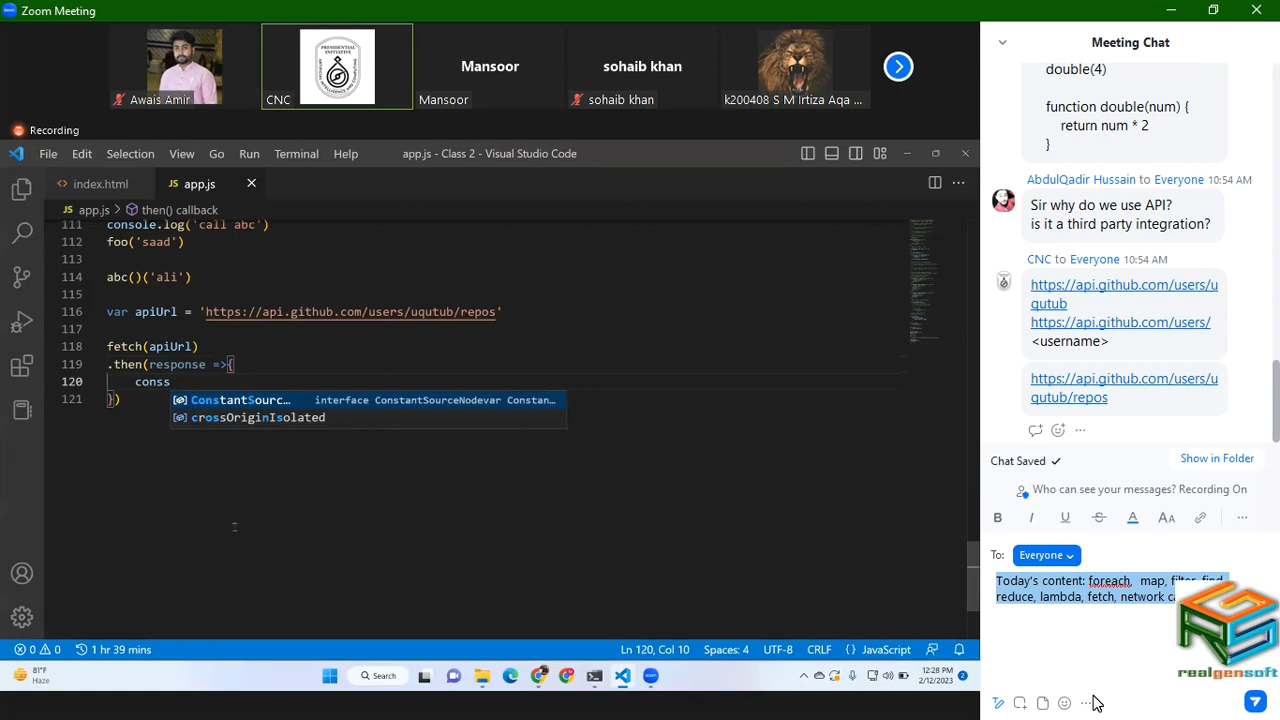 Zoom Meeting
PRESIDENTIAL
INITIATIVE
Mansoor
sohaib khan
Awais Amir
CNC
Mansoor
sohaib khan
k200408 S M Irtiza Aqa ...
Recording
File Edit Selection View Go Run Terminal Help
app.js - Class 2 - Visual Studio Code
index.html
app.js
app.js > then() callback
111 console.log('call abc')
112 foo('saad')
113
114 abc()('ali')
115
116 var apiUrl = 'https://api.github.com/users/uqutub/repos'
117
118 fetch(apiUrl)
119 .then(response =>{
120 conss
ConstantSourc... interface ConstantSourceNodevar Constan...
121 })
crossOriginIsolated
0 0 1 hr 39 mins
Ln 120, Col 10 Spaces: 4 UTF-8 CRLF {} JavaScript
81°F
Haze
Search
12:28 PM
2/12/2023
2
Meeting Chat
double(4)
function double(num) {
return num * 2
}
AbdulQadir Hussain to Everyone 10:54 AM
Sir why do we use API?
is it a third party integration?
CNC to Everyone 10:54 AM
https://api.github.com/users/u
qutub
https://api.github.com/users/
<username>
https://api.github.com/users/u
qutub/repos
Chat Saved
Show in Folder
Who can see your messages? Recording On
To: Everyone
Today's content: foreach, map, filter, find
reduce, lambda, fetch, network
realgensoft